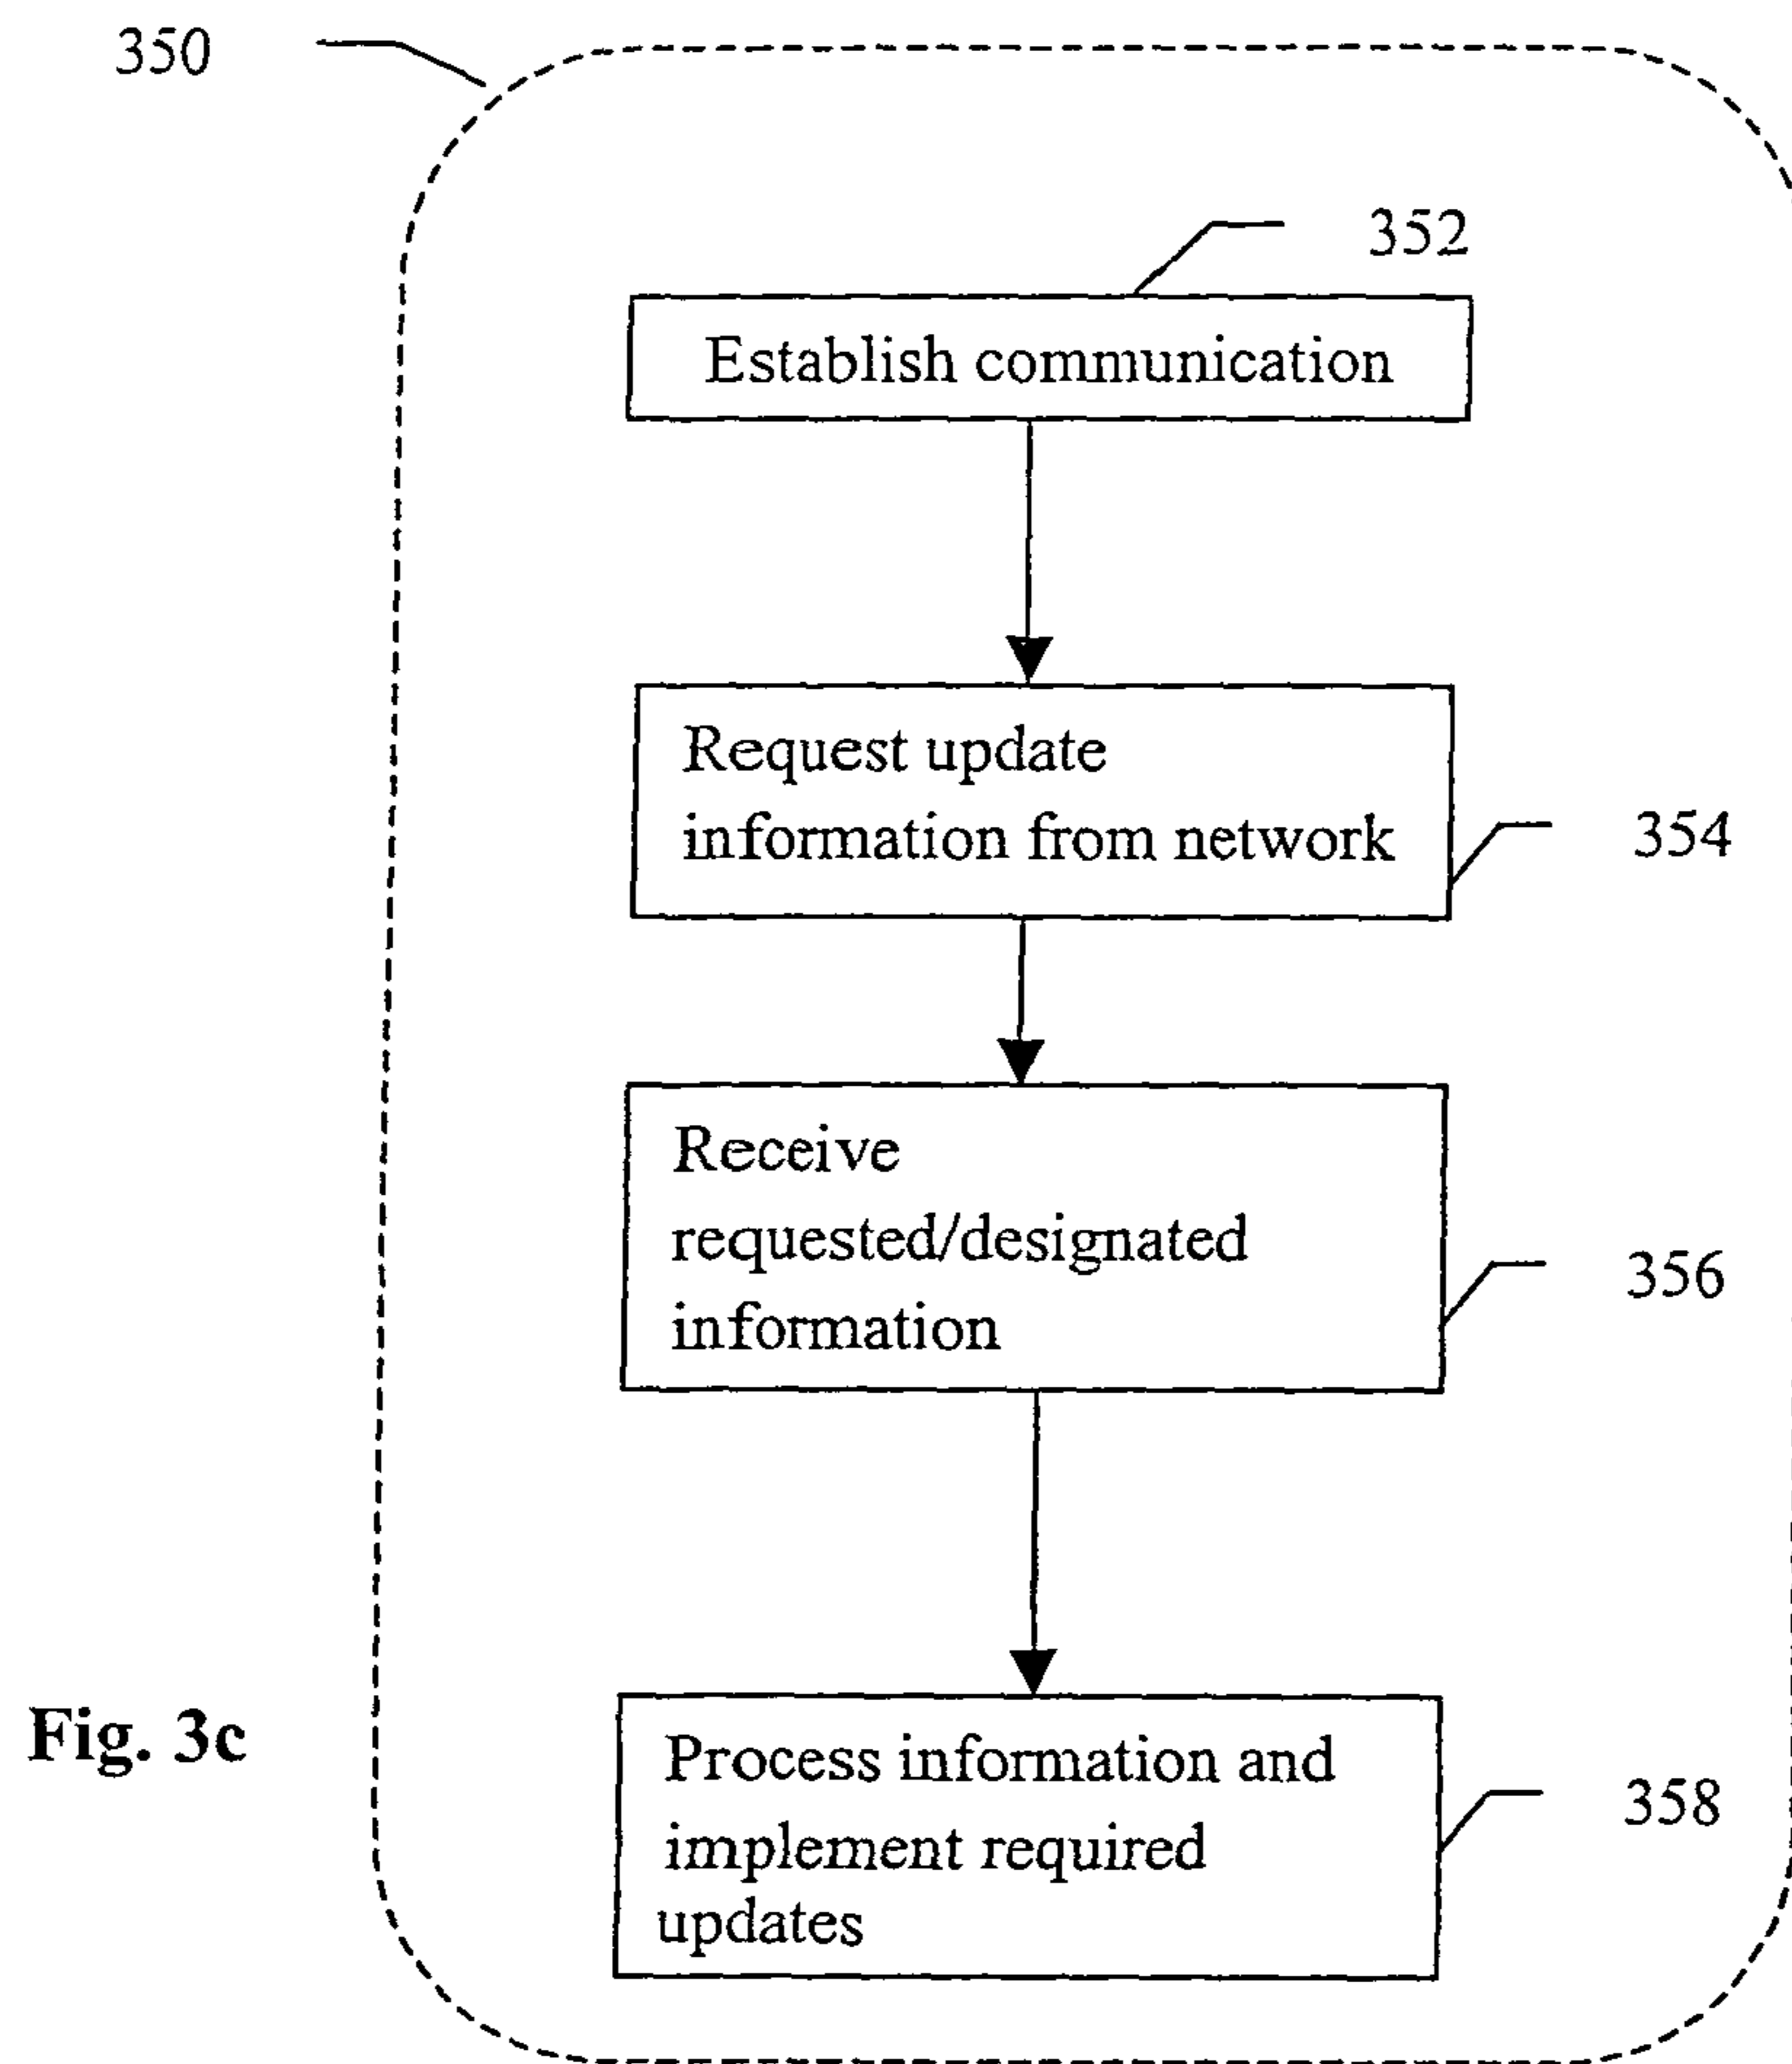 350
352
Establish communication
Request update
information from network
354
Receive
requested/designated
information
356
Fig. 3c
Process information and
implement required
updates
358